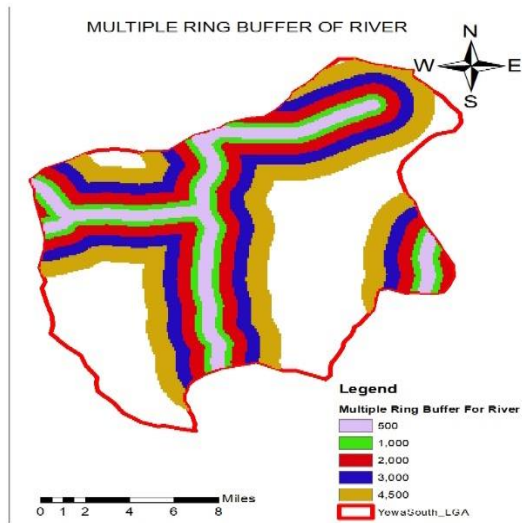 MULTIPLE RING BUFFER OF RIVER
N
W E
S
Legend
Multiple Ring Buffer For River
500
1,000
2,000
3,000
4,500
YewaSouth_LGA
Miles
0 1 2 4 6 8